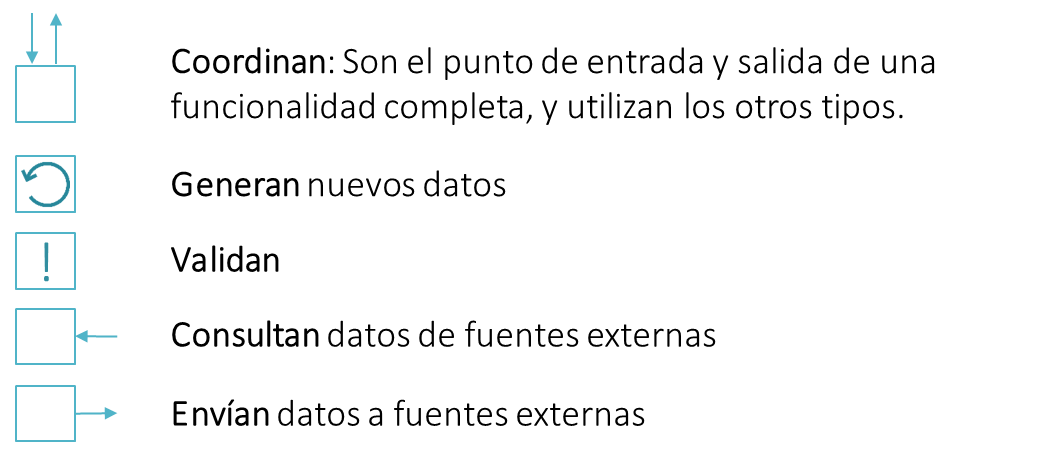 Coordinan: Son el punto de entrada y salida de una
funcionalidad completa, y utilizan los otros tipos.
Generan nuevos datos
!
Validan
Consultan datos de fuentes externas
Envían datos a fuentes externas